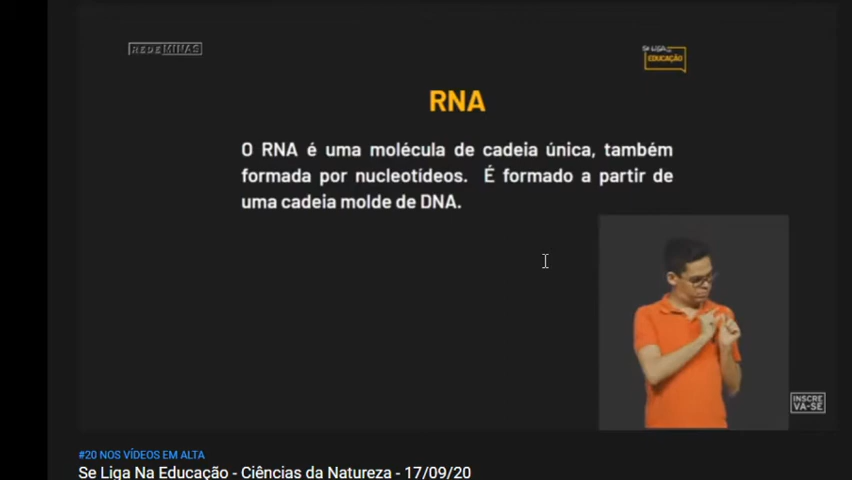 REDE MINAS
Se LIGA na
EDUCAÇÃO
RNA
O RNA é uma molécula de cadeia única, também
formada por nucleotídeos. É formado a partir de
uma cadeia molde de DNA.
INSCRE
VA-SE
#20 NOS VÍDEOS EM ALTA
Se Liga Na Educação - Ciências da Natureza - 17/09/20